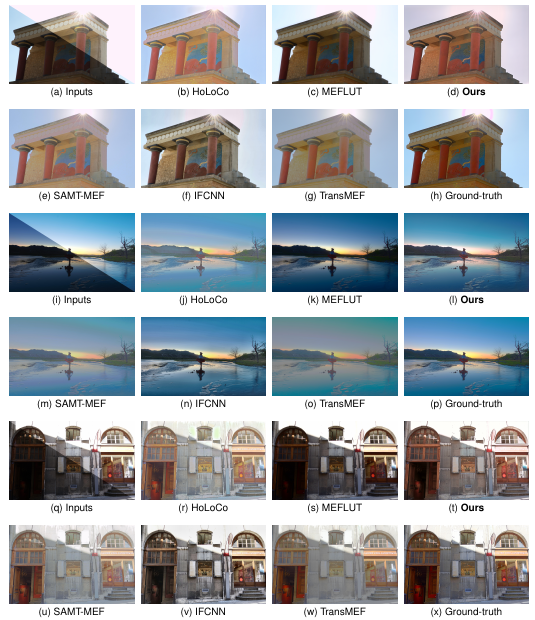 (a) Inputs
(b) HoLoCo
(c) MEFLUT
(d) Ours
(e) SAMT-MEF
(f) IFCNN
(g) TransMEF
(h) Ground-truth
(i) Inputs
(j) HoLoCo
(k) MEFLUT
(l) Ours
(m) SAMT-MEF
(n) IFCNN
(o) TransMEF
(p) Ground-truth
(q) Inputs
(r) HoLoCo
(s) MEFLUT
(t) Ours
(u) SAMT-MEF
(v) IFCNN
(w) TransMEF
(x) Ground-truth